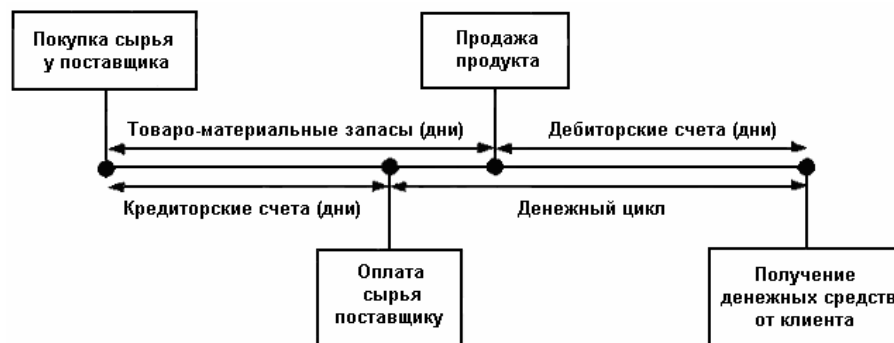 Покупка сырья
у поставщика
Продажа
продукта
Товаро-материальные запасы (дни)
Дебиторские счета (дни)
Кредиторские счета (дни)
Денежный цикл
Оплата
сырья
поставщику
Получение
денежных средств
от клиента